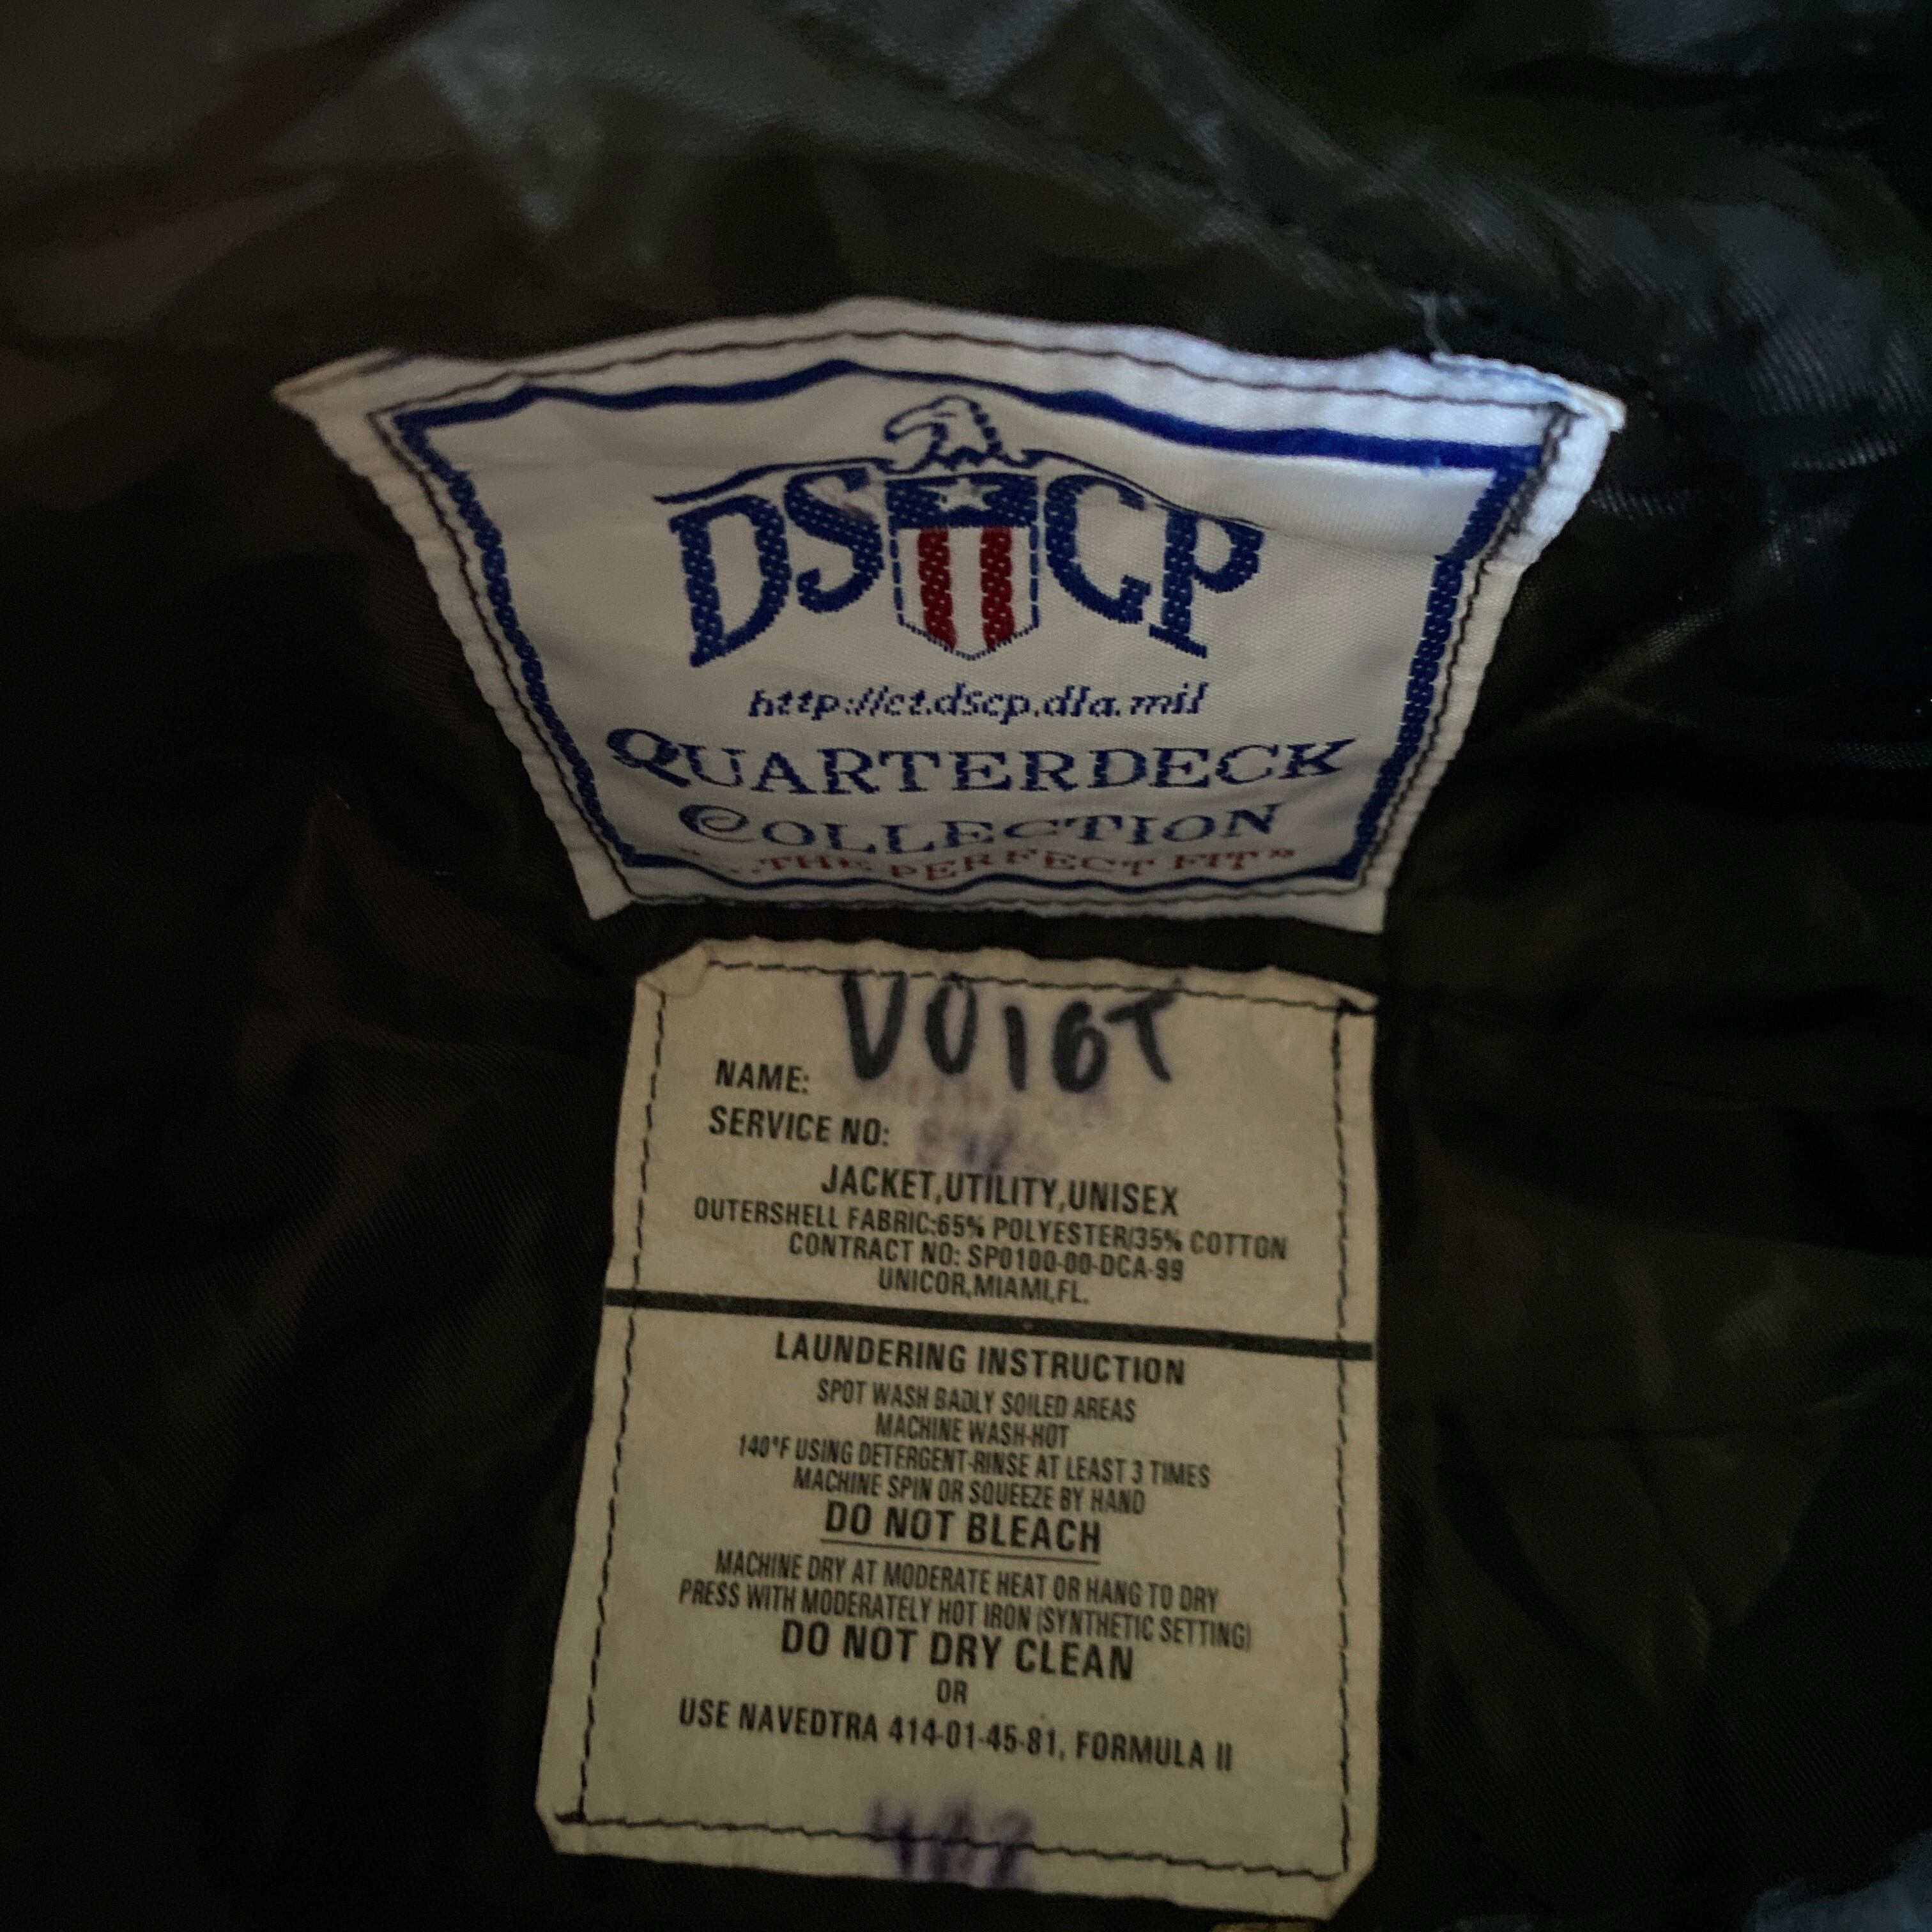 DSCP
http://ct.dscp.dla.mil
QUARTERDECK
COLLECTION
"...THE PERFECT FIT"
VOIGT
NAME:
SERVICE NO:
JACKET,UTILITY,UNISEX
OUTERSHELL FABRIC:65% POLYESTER/35% COTTON
CONTRACT NO: SP0100-00-DCA-99
UNICOR,MIAMI,FL.
LAUNDERING INSTRUCTION
SPOT WASH BADLY SOILED AREAS
MACHINE WASH-HOT
140°F USING DETERGENT-RINSE AT LEAST 3 TIMES
MACHINE SPIN OR SQUEEZE BY HAND
DO NOT BLEACH
MACHINE DRY AT MODERATE HEAT OR HANG TO DRY
PRESS WITH MODERATELY HOT IRON (SYNTHETIC SETTING)
DO NOT DRY CLEAN
OR
USE NAVEDTRA 414-01-45-81, FORMULA II